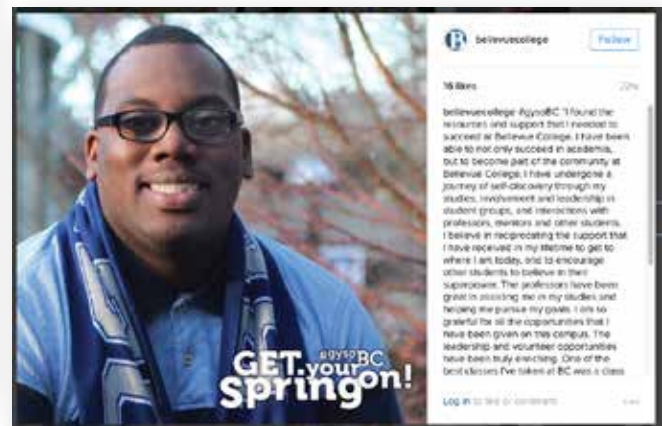 #gysoBC
GET your
Spring on!
bellevuecollege
Follow
16 likes
bellevuecollege #gysoBC "I found the
resources and support that I needed to
succeed at Bellevue College. I have been
able to not only succeed in academia,
but to become part of the community at
Bellevue College. I have undergone a
journey of self-discovery through my
studies, involvement and leadership in
student groups, and interactions with
professors, mentors and other students.
I believe in reciprocating the support that
I have received in my lifetime to get to
where I am today, and to encourage
other students to believe in their
superpower. The professors have been
great in assisting me in my studies and
helping me pursue my goals. I am so
grateful for all the opportunities that I
have been given on this campus. The
leadership and volunteer opportunities
have been truly enriching. One of the
best classes I've taken at BC was a class
Log in to like or comment.